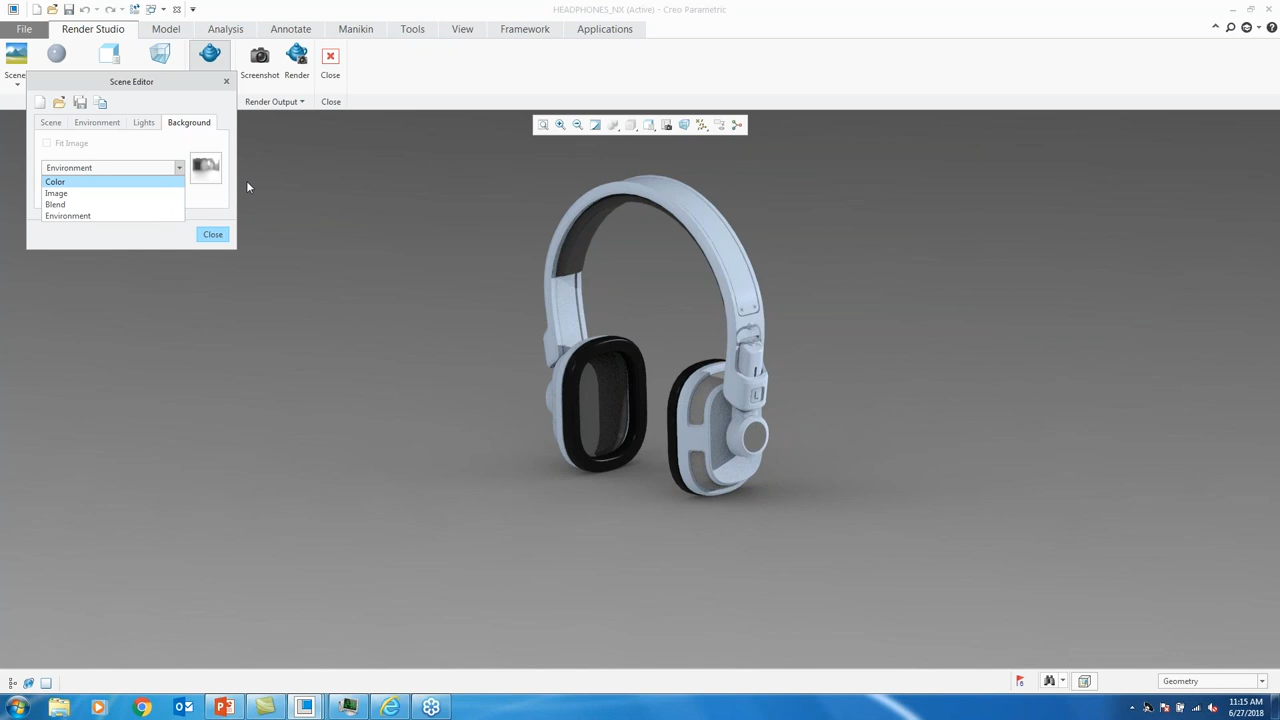 HEADPHONES_NX (Active) - Creo Parametric
File Render Studio Model Analysis Annotate Manikin Tools View Framework Applications
Scene Screenshot Render Close
Scene Editor
Render Output Close
Scene Environment Lights Background
Fit Image
Environment
Color
Image
Blend
Environment
Close
L
6
Geometry
11:15 AM
6/27/2018